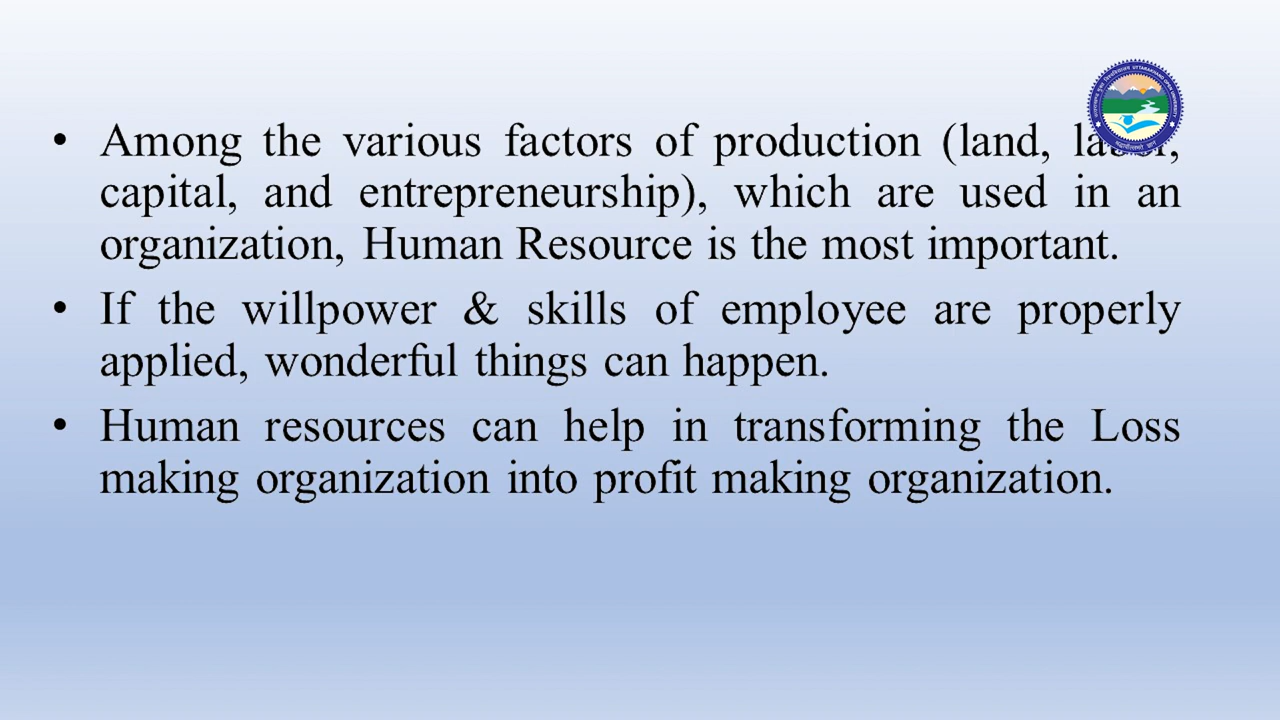 • Among the various factors of production (land, labor,
capital, and entrepreneurship), which are used in an
organization, Human Resource is the most important.
• If the willpower & skills of employee are properly
applied, wonderful things can happen.
• Human resources can help in transforming the Loss
making organization into profit making organization.